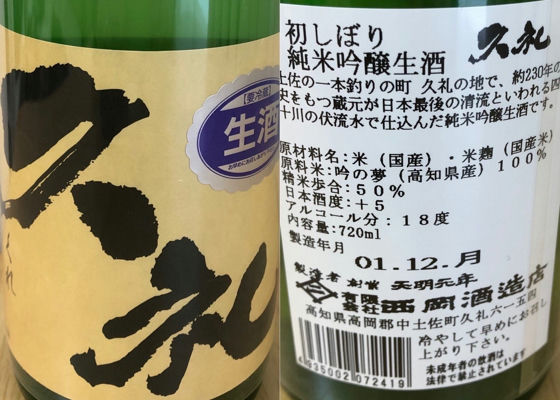 久礼
くれ
【要冷蔵】
生酒
初しぼり
純米吟醸生酒
久礼
土佐の一本釣りの町 久礼の地で、約230年の
史をもつ蔵元が日本最後の清流といわれる四
十川の伏流水で仕込んだ純米吟醸生酒です。
原材料名：米（国産）・米麹（国産米）
原料米：吟の夢（高知県産）１００％
精米歩合：５０％
日本酒度：＋５
アルコール分：１８度
内容量：720ml
製造年月
01.12.月
製造者 創業 天明元年
有限会社 西岡酒造店
高知県高岡郡中土佐町久礼六一五四
冷やして早めにお召し
上がり下さい。
未成年者の飲酒は
法律で禁止されています
4935002072419